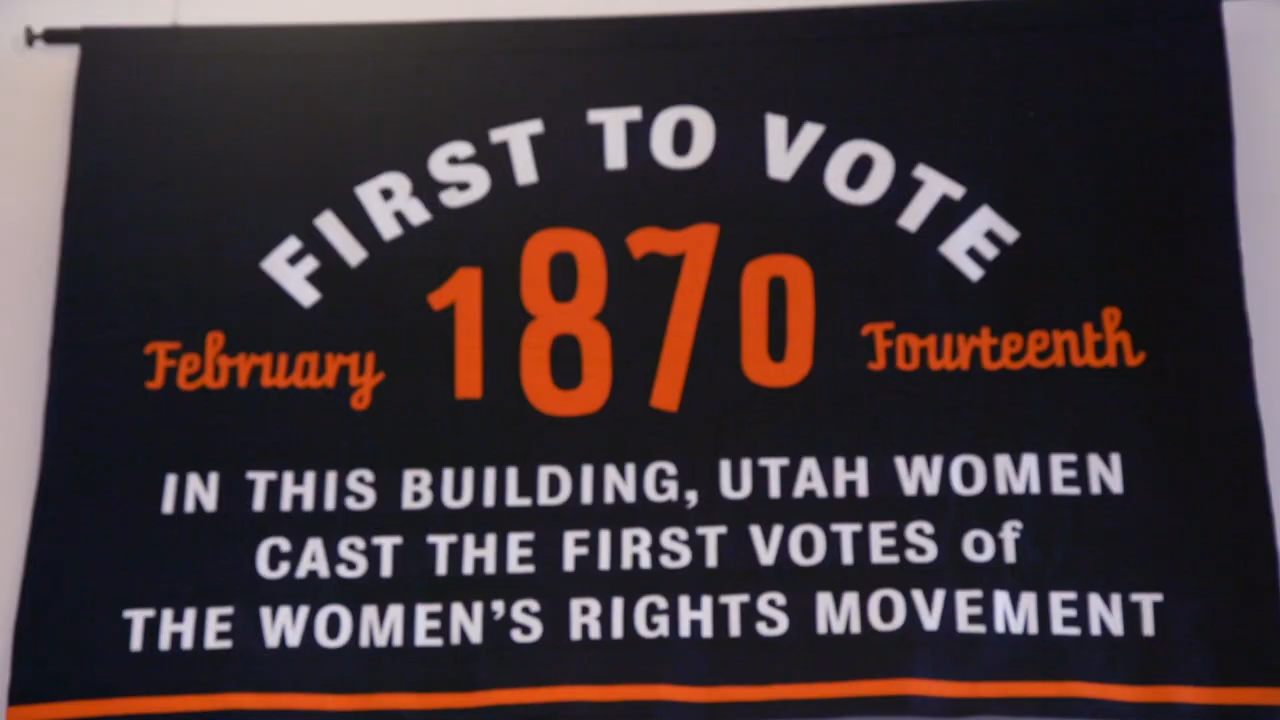 FIRST TO VOTE
February 1870 Fourteenth
IN THIS BUILDING, UTAH WOMEN
CAST THE FIRST VOTES of
THE WOMEN'S RIGHTS MOVEMENT